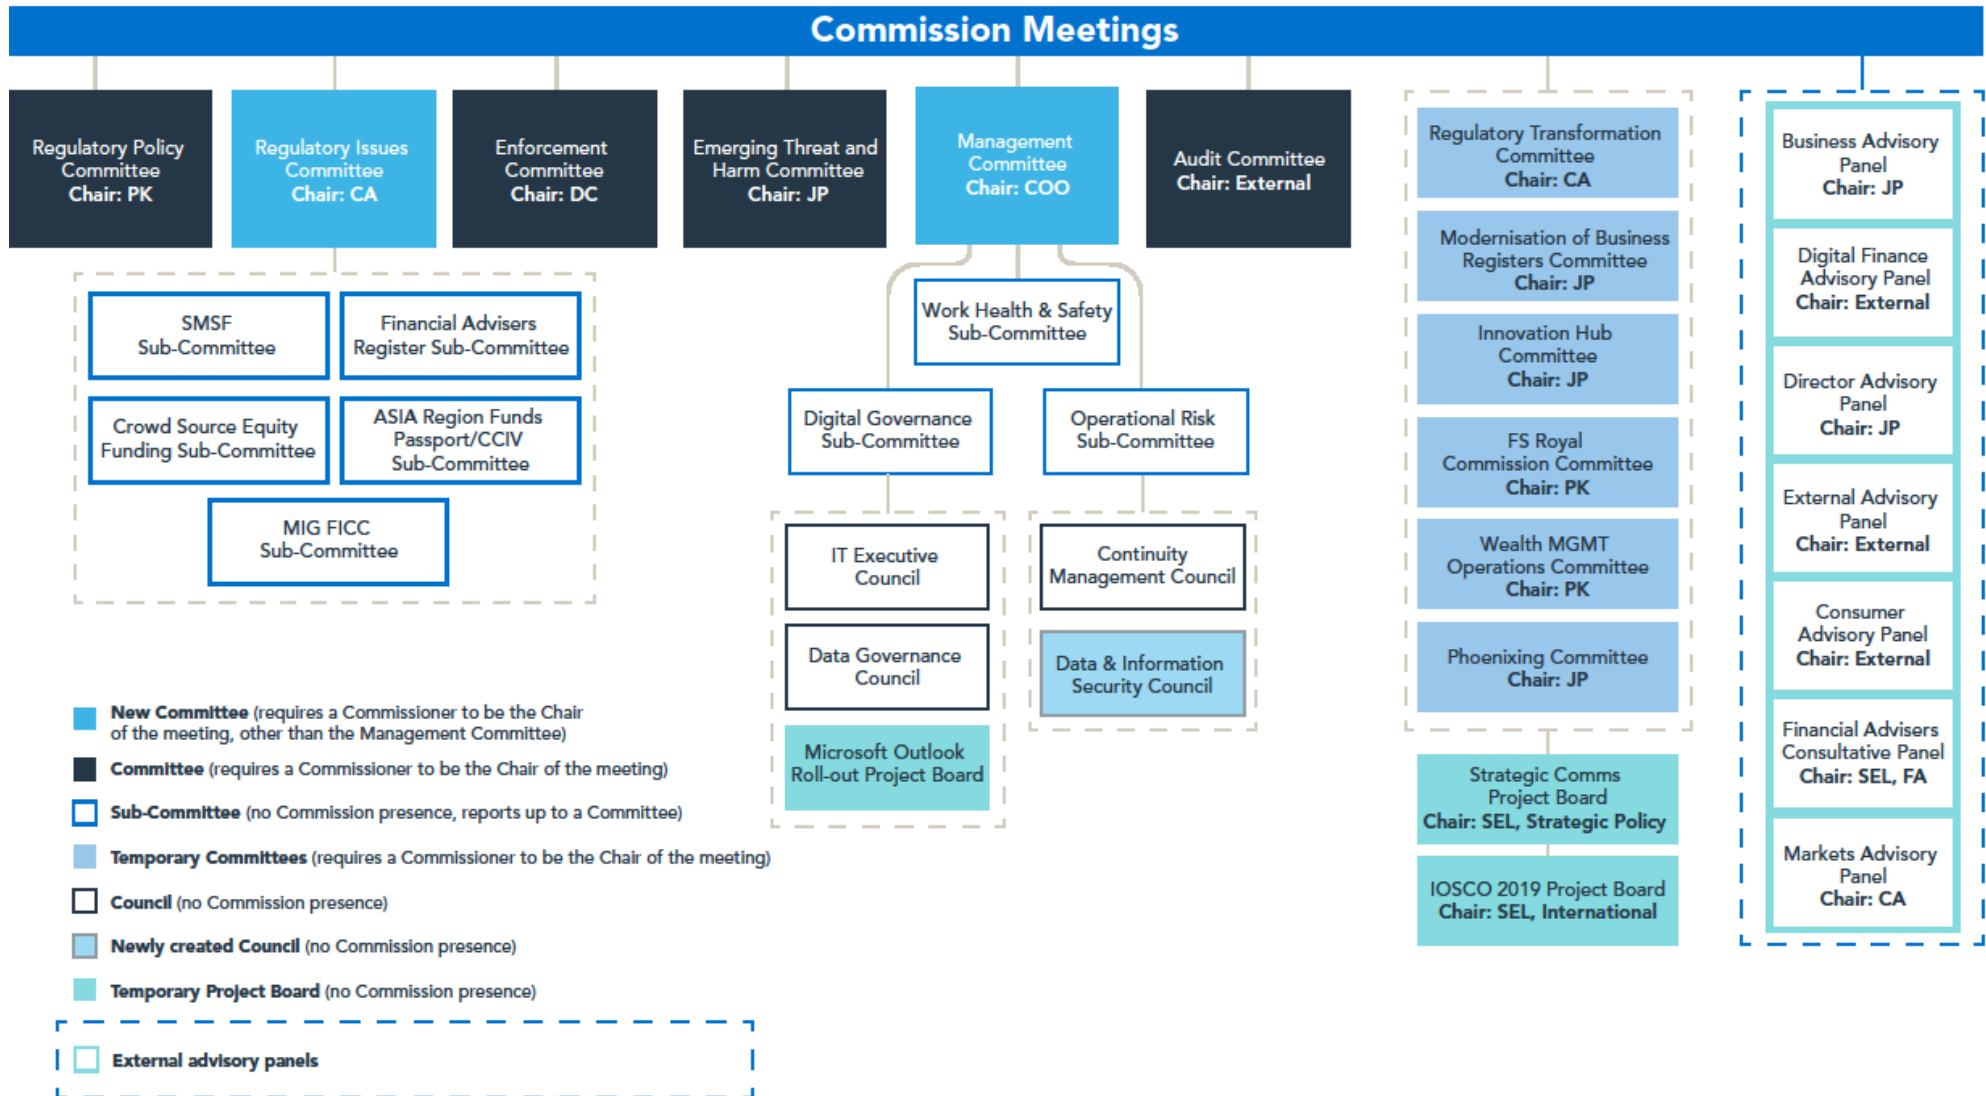 Commission Meetings
Regulatory Policy
Committee
Chair: PK
Regulatory Issues
Committee
Chair: CA
Enforcement
Committee
Chair: DC
Emerging Threat and
Harm Committee
Chair: JP
Management
Committee
Chair: COO
Audit Committee
Chair: External
SMSF
Sub-Committee
Financial Advisers
Register Sub-Committee
Crowd Source Equity
Funding Sub-Committee
ASIA Region Funds
Passport/CCIV
Sub-Committee
MIG FICC
Sub-Committee
Work Health & Safety
Sub-Committee
Digital Governance
Sub-Committee
Operational Risk
Sub-Committee
IT Executive
Council
Data Governance
Council
Microsoft Outlook
Roll-out Project Board
Continuity
Management Council
Data & Information
Security Council
Regulatory Transformation
Committee
Chair: CA
Modernisation of Business
Registers Committee
Chair: JP
Innovation Hub
Committee
Chair: JP
FS Royal
Commission Committee
Chair: PK
Wealth MGMT
Operations Committee
Chair: PK
Phoenixing Committee
Chair: JP
Strategic Comms
Project Board
Chair: SEL, Strategic Policy
IOSCO 2019 Project Board
Chair: SEL, International
Business Advisory
Panel
Chair: JP
Digital Finance
Advisory Panel
Chair: External
Director Advisory
Panel
Chair: JP
External Advisory
Panel
Chair: External
Consumer
Advisory Panel
Chair: External
Financial Advisers
Consultative Panel
Chair: SEL, FA
Markets Advisory
Panel
Chair: CA
New Committee (requires a Commissioner to be the Chair
of the meeting, other than the Management Committee)
Committee (requires a Commissioner to be the Chair of the meeting)
Sub-Committee (no Commission presence, reports up to a Committee)
Temporary Committees (requires a Commissioner to be the Chair of the meeting)
Council (no Commission presence)
Newly created Council (no Commission presence)
Temporary Project Board (no Commission presence)
External advisory panels